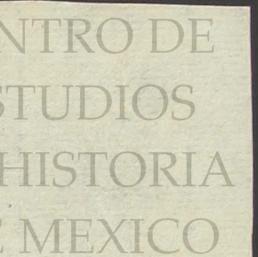 NTRO DE
STUDIOS
HISTORIA
E MEXICO